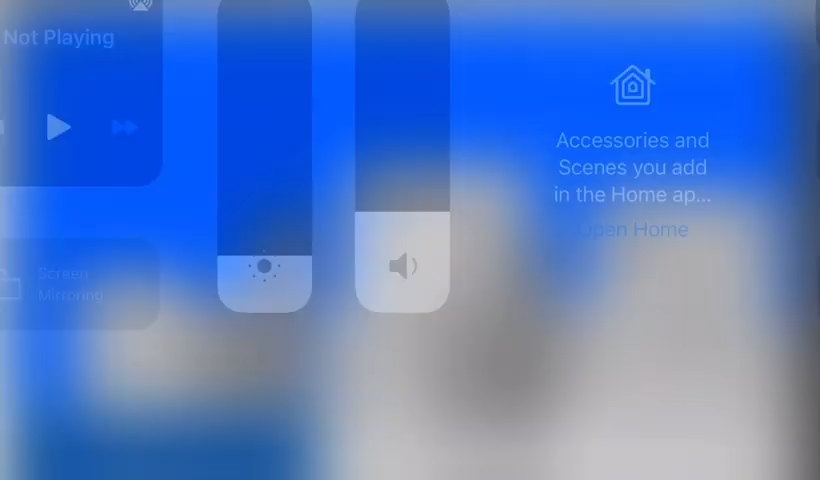 Not Playing
Accessories and
Scenes you add
in the Home ap...
Open Home
Screen
Mirroring